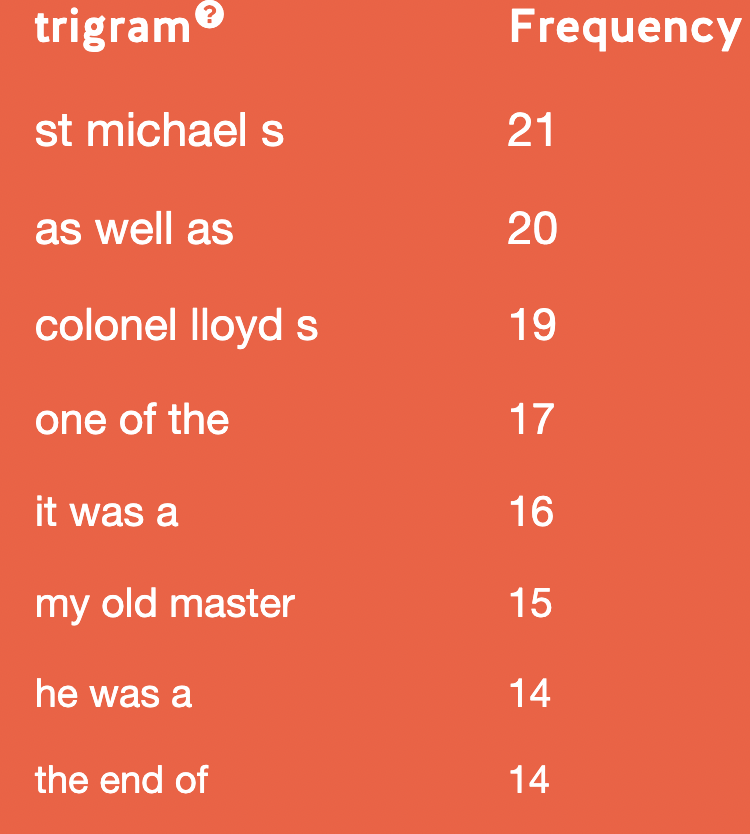 trigram? Frequency
st michael s 21
as well as 20
colonel lloyd s 19
one of the 17
it was a 16
my old master 15
he was a 14
the end of 14